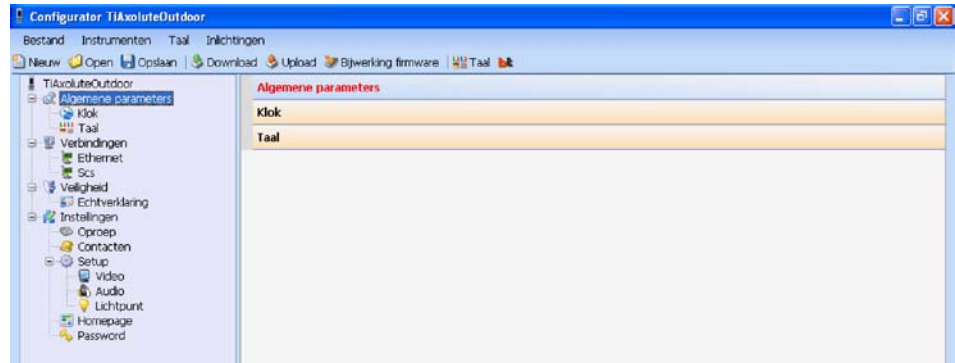 Configurator TiAxoluteOutdoor
Bestand Instrumenten Taal Inlichtingen
Nieuw Open Opslaan Download Upload Bijwerking firmware Taal
TiAxoluteOutdoor
Algemene parameters
Klok
Taal
Verbindingen
Ethernet
Scs
Veiligheid
Echtverklaring
Instellingen
Oproep
Contacten
Setup
Video
Audio
Lichtpunt
Homepage
Password
Algemene parameters
Klok
Taal